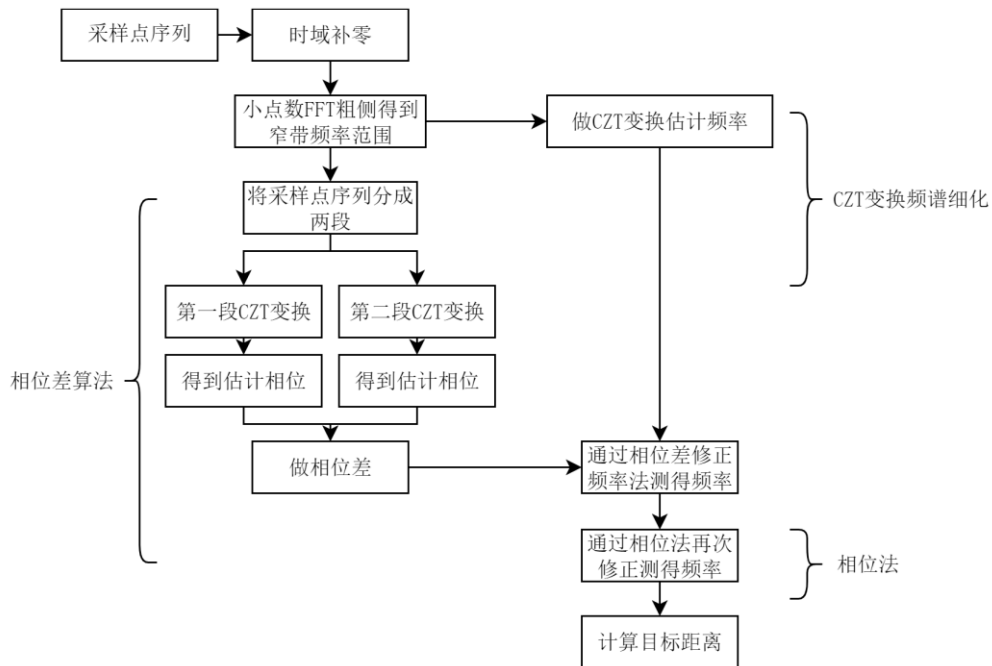 采样点序列
时域补零
小点数FFT粗侧得到
窄带频率范围
做CZT变换估计频率
将采样点序列分成
两段
CZT变换频谱细化
第一段CZT变换
第二段CZT变换
相位差算法
得到估计相位
得到估计相位
做相位差
通过相位差修正
频率法测得频率
通过相位法再次
修正测得频率
相位法
计算目标距离